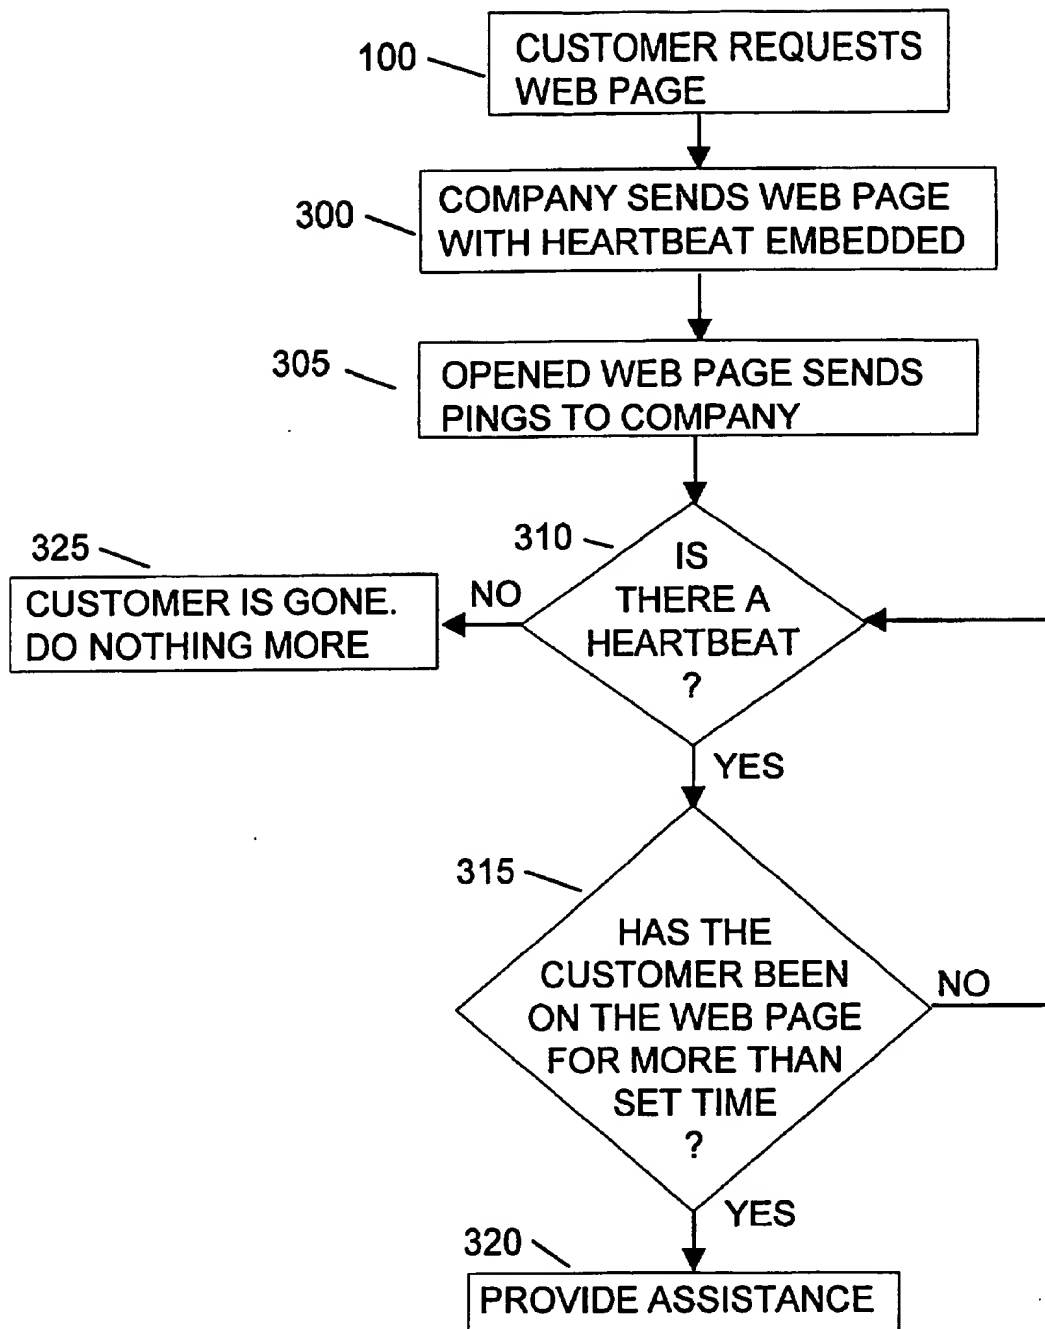 100
CUSTOMER REQUESTS
WEB PAGE
300
COMPANY SENDS WEB PAGE
WITH HEARTBEAT EMBEDDED
305
OPENED WEB PAGE SENDS
PINGS TO COMPANY
310
IS
THERE A
HEARTBEAT
?
NO
325
CUSTOMER IS GONE.
DO NOTHING MORE
YES
315
HAS THE
CUSTOMER BEEN
ON THE WEB PAGE
FOR MORE THAN
SET TIME
?
NO
YES
320
PROVIDE ASSISTANCE